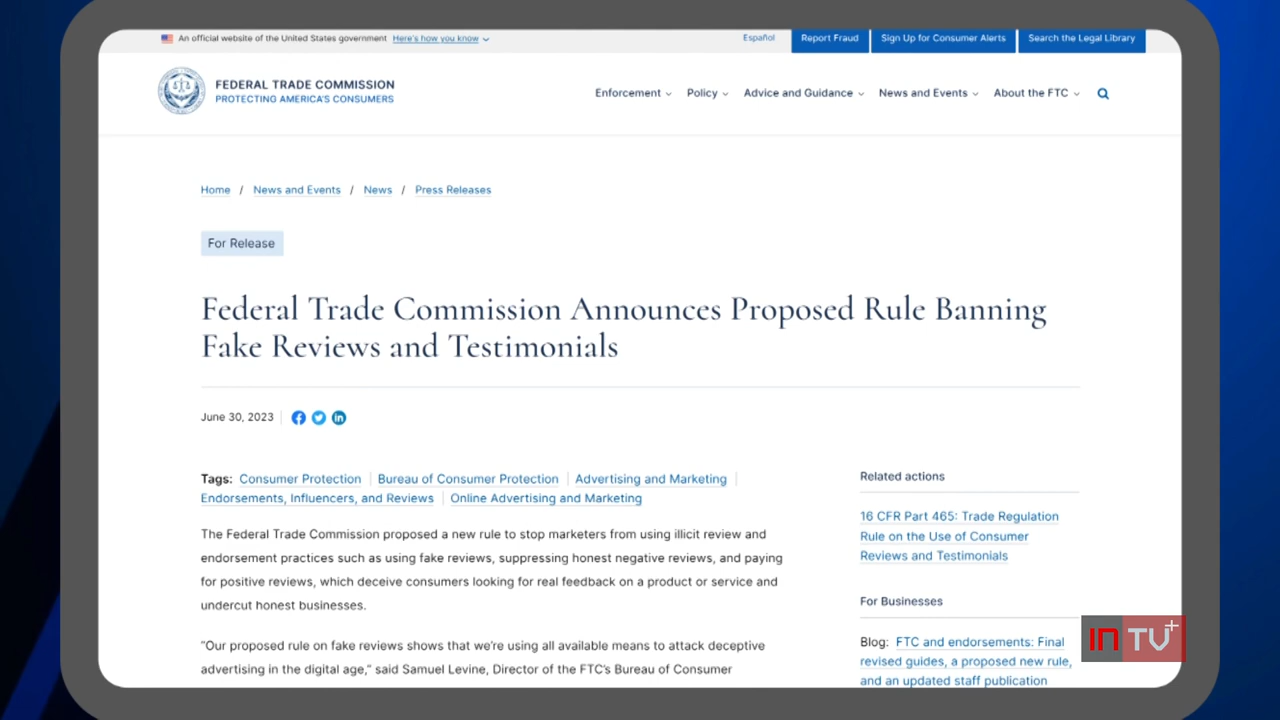 An official website of the United States government Here's how you know
Español
Report Fraud
Sign Up for Consumer Alerts
Search the Legal Library
FEDERAL TRADE COMMISSION
PROTECTING AMERICA'S CONSUMERS
Enforcement
Policy
Advice and Guidance
News and Events
About the FTC
Home / News and Events / News / Press Releases
For Release
Federal Trade Commission Announces Proposed Rule Banning
Fake Reviews and Testimonials
June 30, 2023
Tags: Consumer Protection | Bureau of Consumer Protection | Advertising and Marketing |
Endorsements, Influencers, and Reviews | Online Advertising and Marketing
The Federal Trade Commission proposed a new rule to stop marketers from using illicit review and
endorsement practices such as using fake reviews, suppressing honest negative reviews, and paying
for positive reviews, which deceive consumers looking for real feedback on a product or service and
undercut honest businesses.
“Our proposed rule on fake reviews shows that we’re using all available means to attack deceptive
advertising in the digital age,” said Samuel Levine, Director of the FTC’s Bureau of Consumer
Related actions
16 CFR Part 465: Trade Regulation
Rule on the Use of Consumer
Reviews and Testimonials
For Businesses
Blog: FTC and endorsements: Final
revised guides, a proposed new rule,
and an updated staff publication
IN TV+